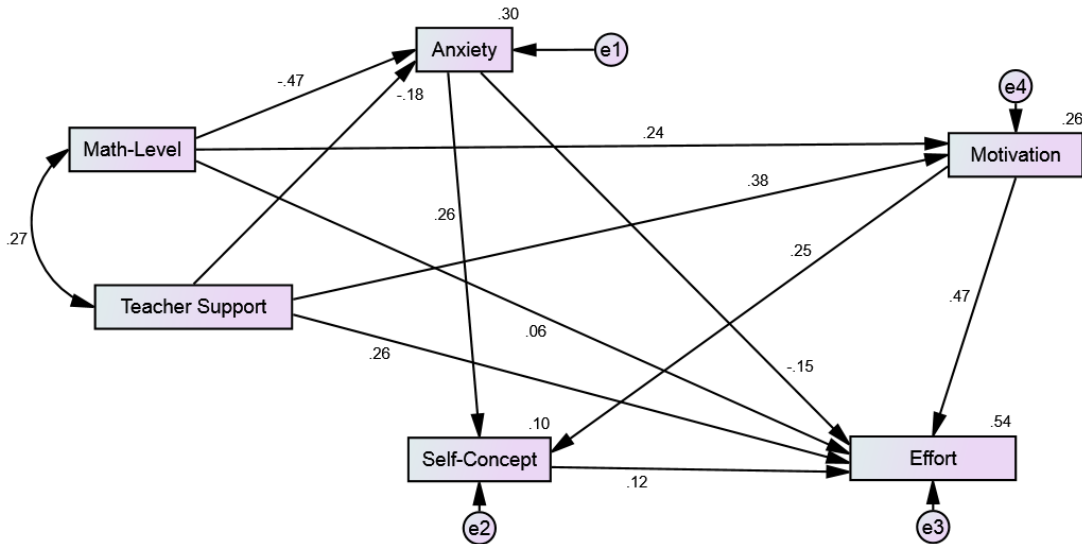 .30
Anxiety
e1
-.47
-.18
e4
.26
Math-Level
.24
Motivation
.38
.27
.26
.25
Teacher Support
.47
.06
.26
-.15
.10
.54
Self-Concept
Effort
.12
e2
e3